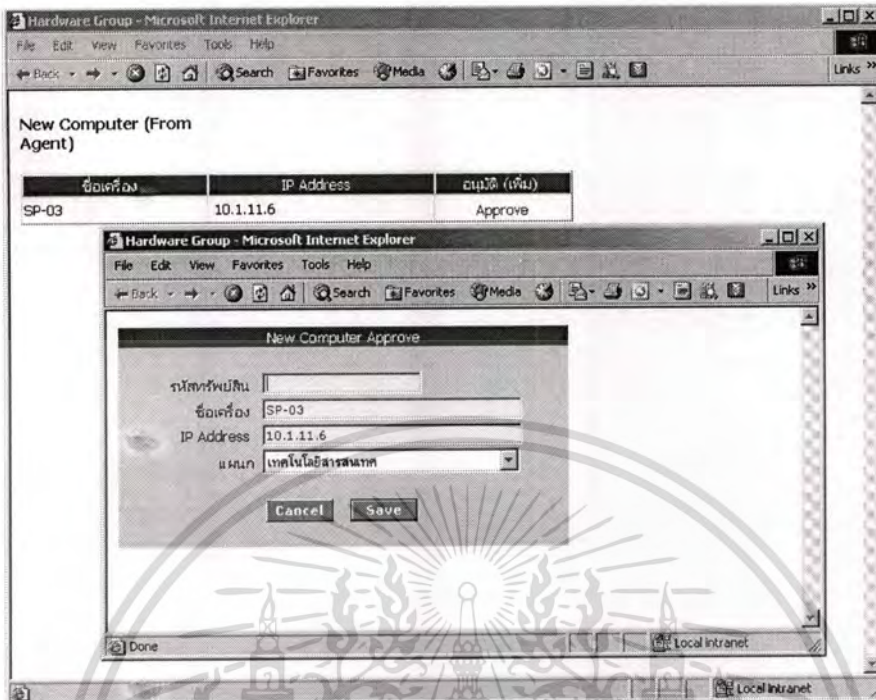 Hardware Group - Microsoft Internet Explorer
File Edit View Favorites Tools Help
Back Search Favorites Media Links »
New Computer (From
Agent)
ชื่อเครื่อง IP Address อนุมัติ (เพิ่ม)
SP-03 10.1.11.6 Approve
Hardware Group - Microsoft Internet Explorer
File Edit View Favorites Tools Help
Back Search Favorites Media Links »
New Computer Approve
รหัสทรัพย์สิน
ชื่อเครื่อง SP-03
IP Address 10.1.11.6
แผนก เทคโนโลยีสารสนเทศ
Cancel Save
Done Local intranet
Local intranet